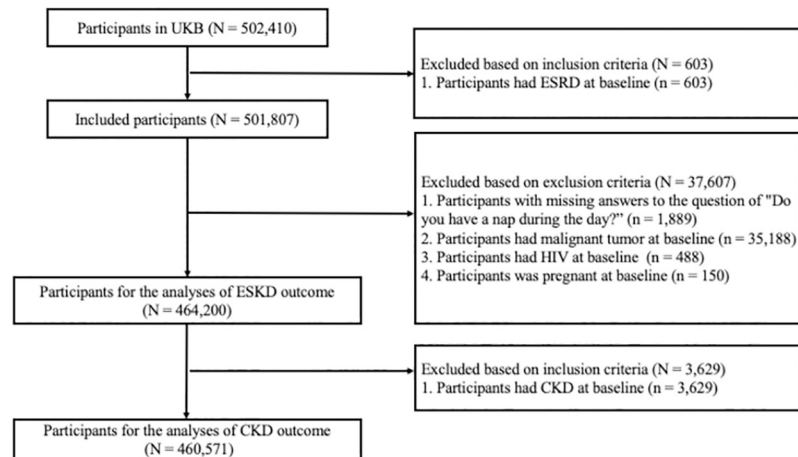 Participants in UKB (N = 502,410)
Excluded based on inclusion criteria (N = 603)
1. Participants had ESRD at baseline (n = 603)
Included participants (N = 501,807)
Excluded based on exclusion criteria (N = 37,607)
1. Participants with missing answers to the question of "Do
you have a nap during the day?" (n = 1,889)
2. Participants had malignant tumor at baseline (n = 35,188)
3. Participants had HIV at baseline (n = 488)
4. Participants was pregnant at baseline (n = 150)
Participants for the analyses of ESKD outcome
(N = 464,200)
Excluded based on inclusion criteria (N = 3,629)
1. Participants had CKD at baseline (n = 3,629)
Participants for the analyses of CKD outcome
(N = 460,571)